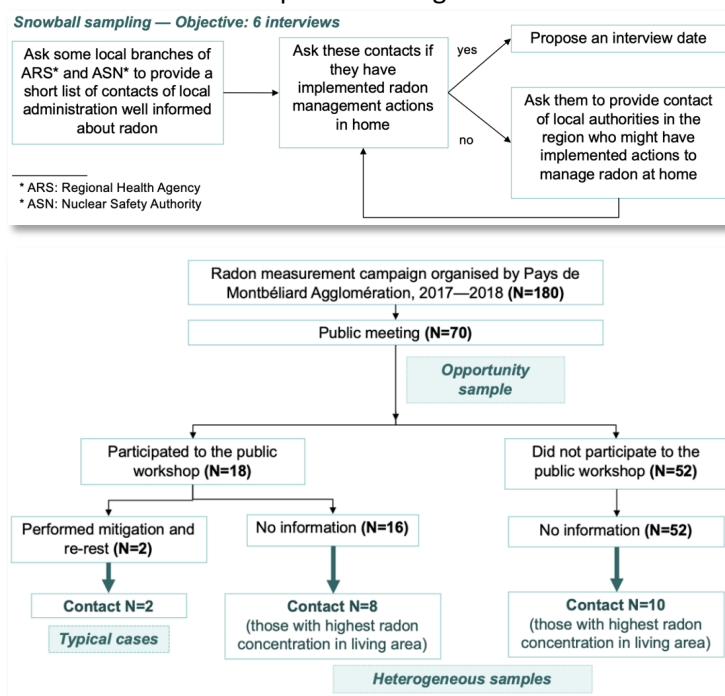 Snowball sampling — Objective: 6 interviews
Ask some local branches of
ARS* and ASN* to provide a
short list of contacts of local
administration well informed
about radon
Ask these contacts if
they have
implemented radon
management actions
in home
yes
no
Propose an interview date
Ask them to provide contact
of local authorities in the
region who might have
implemented actions to
manage radon at home
* ARS: Regional Health Agency
* ASN: Nuclear Safety Authority
Radon measurement campaign organised by Pays de
Montbéliard Agglomération, 2017—2018 (N=180)
Public meeting (N=70)
Opportunity
sample
Participated to the public
workshop (N=18)
Did not participate to the
public workshop (N=52)
Performed mitigation and
re-rest (N=2)
No information (N=16)
No information (N=52)
Contact N=2
Typical cases
Contact N=8
(those with highest radon
concentration in living area)
Contact N=10
(those with highest radon
concentration in living area)
Heterogeneous samples